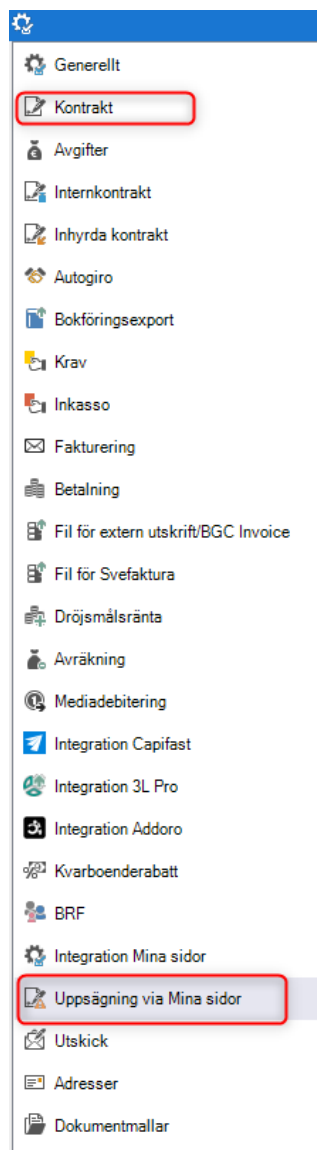 Generellt
Kontrakt
Avgifter
Internkontrakt
Inhyrda kontrakt
Autogiro
Bokföringsexport
Krav
Inkasso
Fakturering
Betalning
Fil för extern utskrift/BGC Invoice
Fil för Svefaktura
Dröjsmålsränta
Avräkning
Mediadebitering
Integration Capifast
Integration 3L Pro
Integration Addoro
Kvarboenderabatt
BRF
Integration Mina sidor
Uppsägning via Mina sidor
Utskick
Adresser
Dokumentmallar